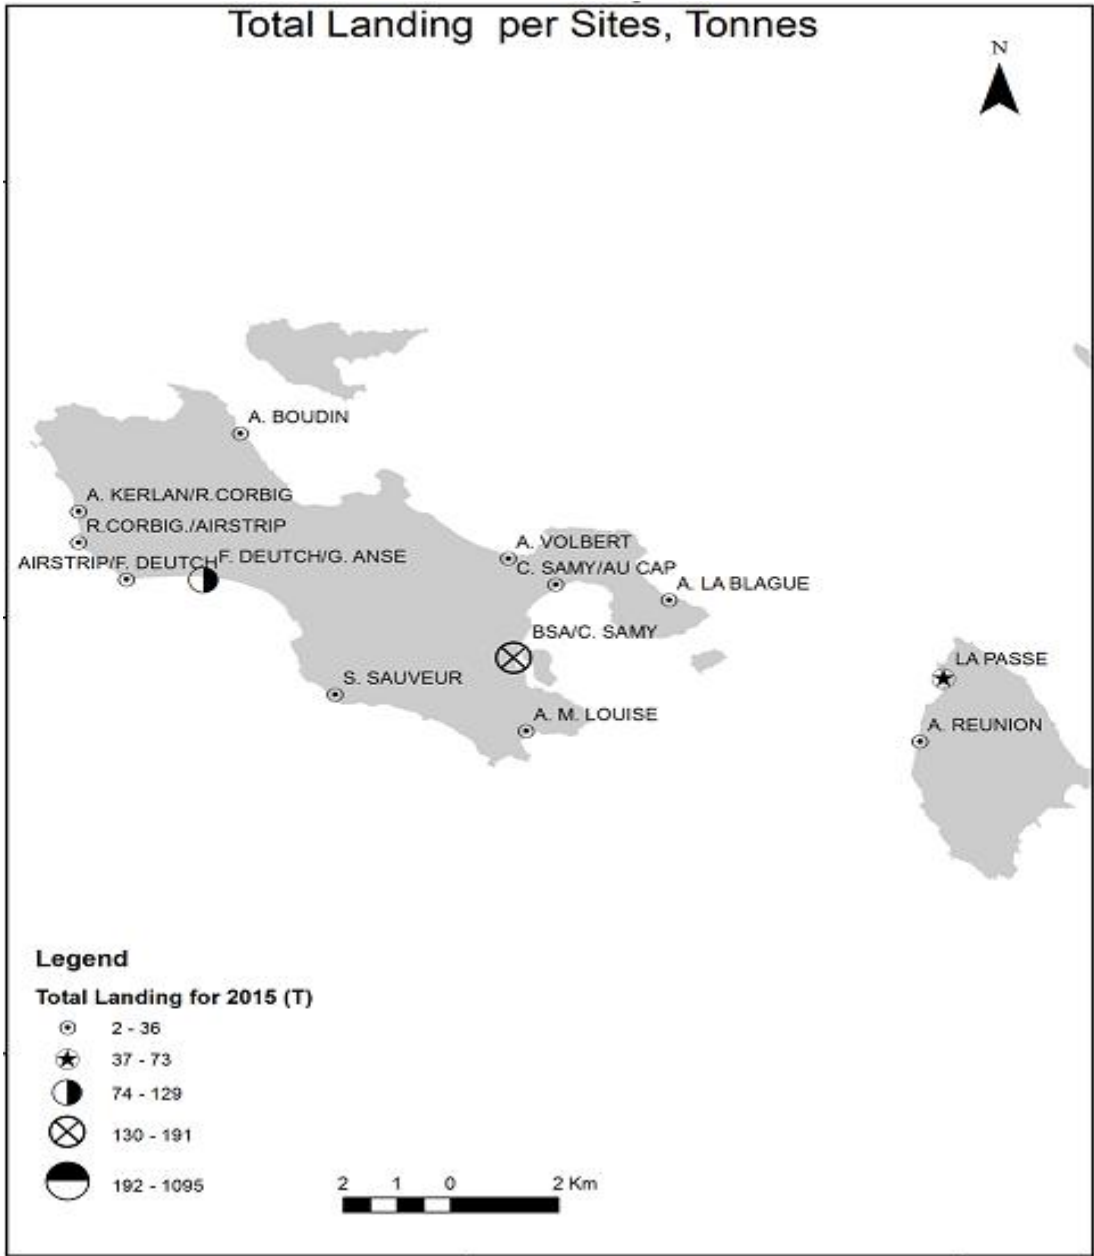 Total Landing per Sites, Tonnes
N
A. BOUDIN
A. KERLAN/R.CORBIG
R.CORBIG./AIRSTRIP
AIRSTRIP/F. DEUTCH
F. DEUTCH/G. ANSE
A. VOLBERT
C. SAMY/AU CAP
A. LA BLAGUE
BSA/C. SAMY
LA PASSE
S. SAUVEUR
A. M. LOUISE
A. REUNION
Legend
Total Landing for 2015 (T)
2 - 36
37 - 73
74 - 129
130 - 191
192 - 1095
2 1 0 2 Km